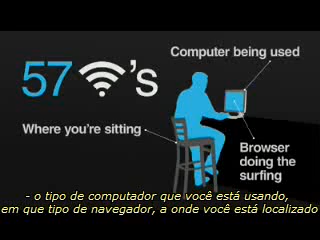 Computer being used
57 's
Where you're sitting
Browser
doing the
surfing
- o tipo de computador que você está usando,
em que tipo de navegador, a onde você está localizado